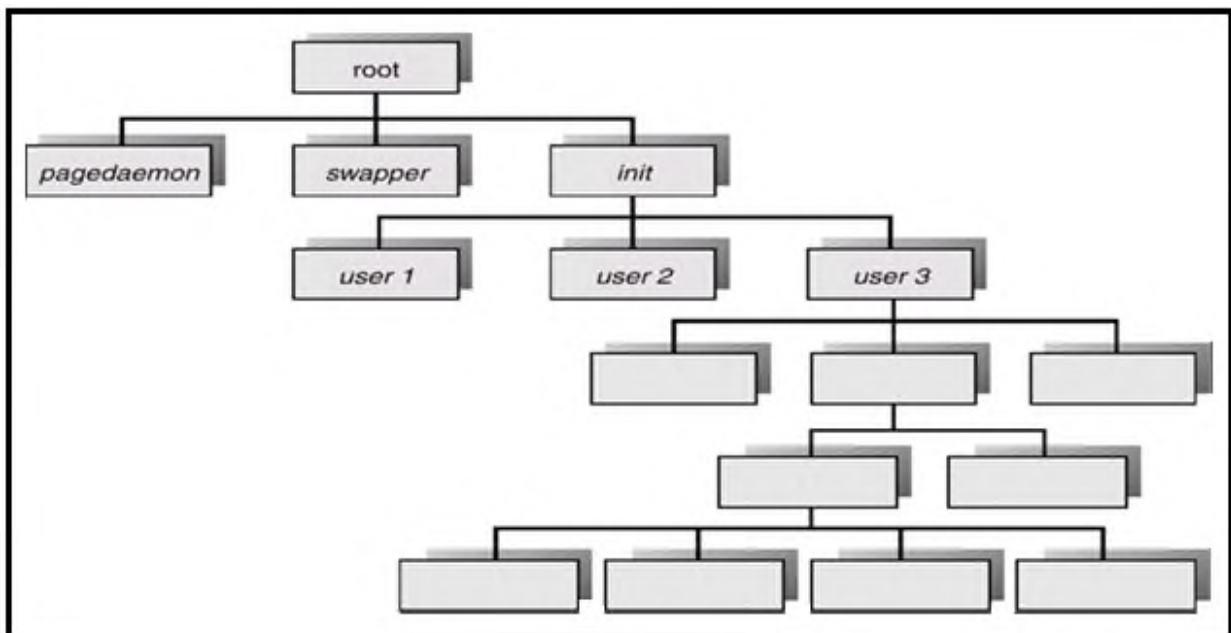 root
pagedaemon
swapper
init
user 1
user 2
user 3